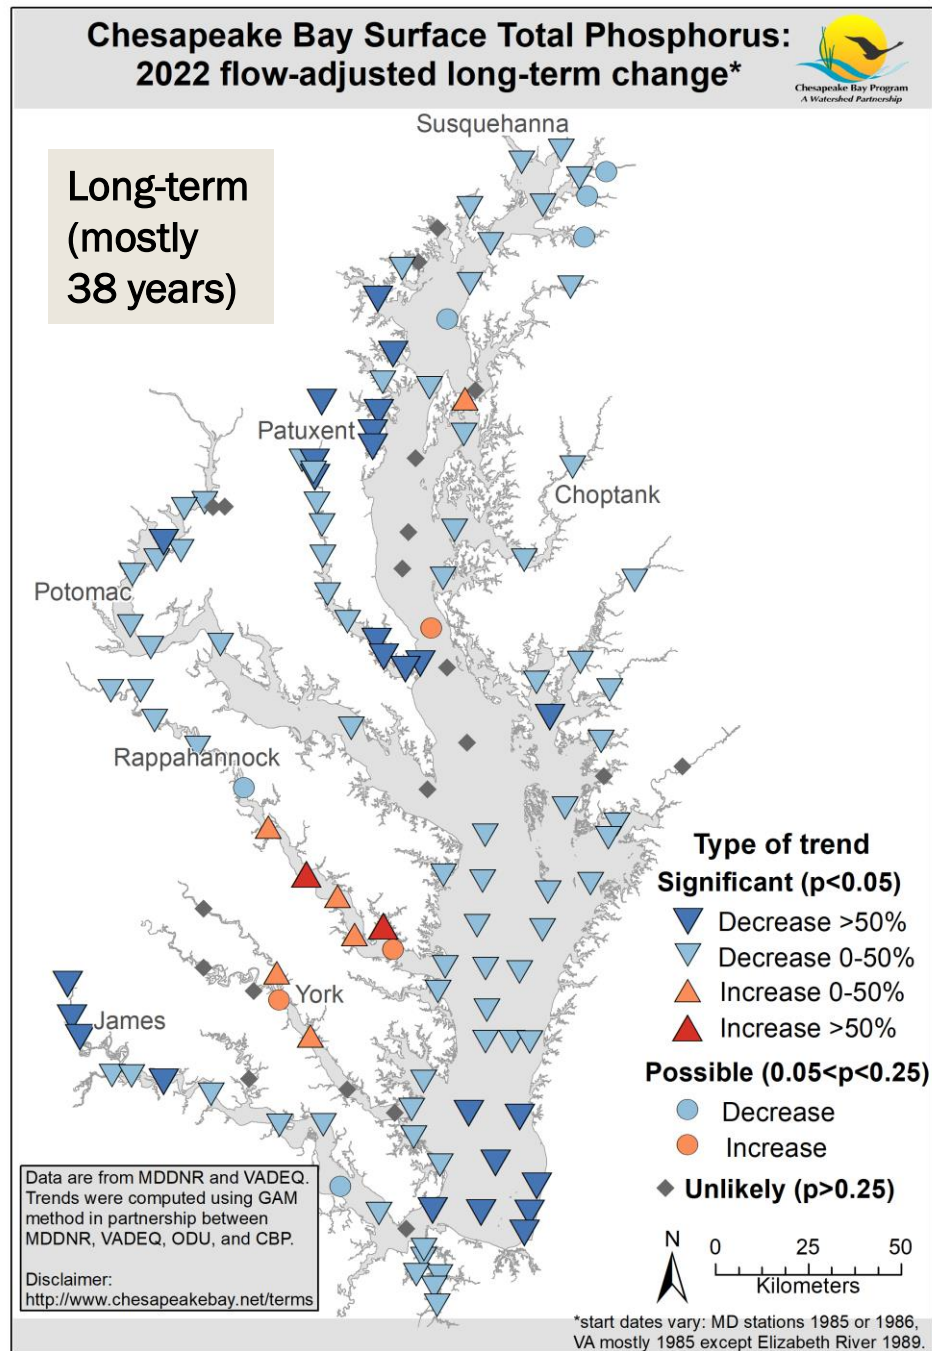 Chesapeake Bay Surface Total Phosphorus:
2022 flow-adjusted long-term change*
Chesapeake Bay Program
A Watershed Partnership
Susquehanna
Long-term
(mostly
38 years)
Patuxent
Choptank
Potomac
Rappahannock
York
James
Type of trend
Significant (p<0.05)
Decrease >50%
Decrease 0-50%
Increase 0-50%
Increase >50%
Possible (0.05<p<0.25)
Decrease
Increase
Unlikely (p>0.25)
Data are from MDDNR and VADEQ.
Trends were computed using GAM
method in partnership between
MDDNR, VADEQ, ODU, and CBP.
Disclaimer:
http://www.chesapeakebay.net/terms
N
0 25 50
Kilometers
*start dates vary: MD stations 1985 or 1986,
VA mostly 1985 except Elizabeth River 1989.